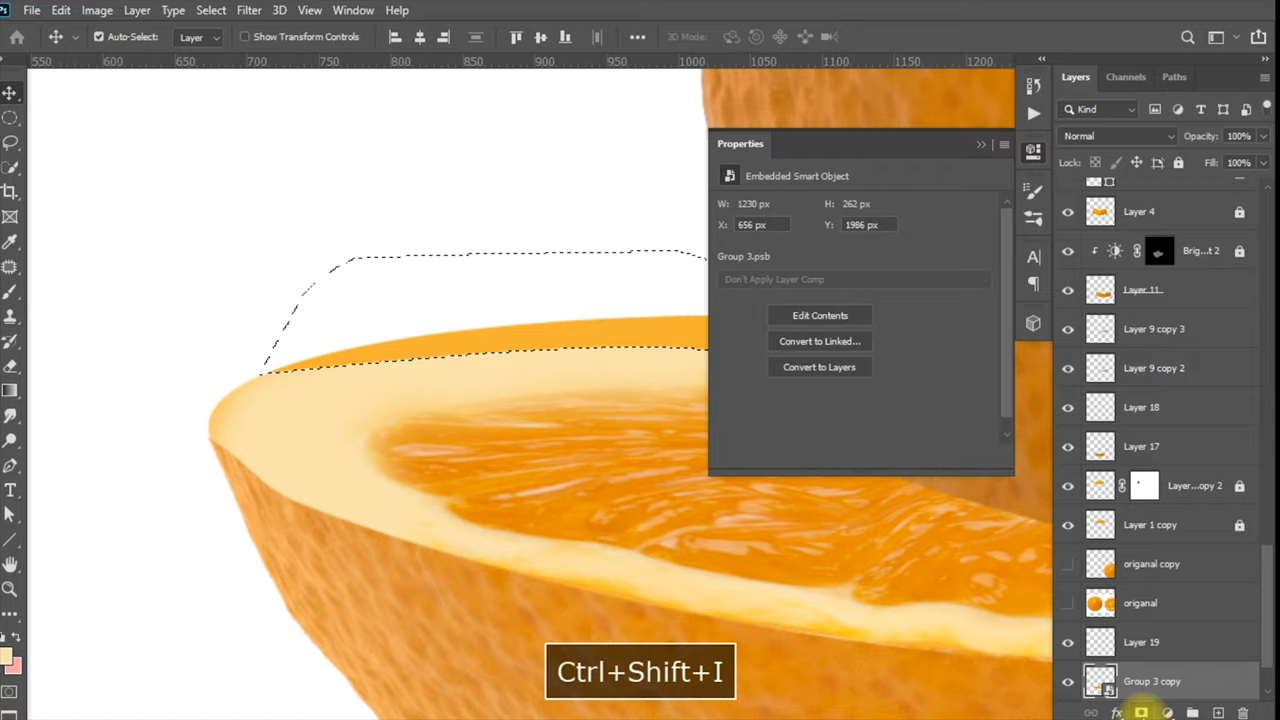 Ps File Edit Image Layer Type Select Filter 3D View Window Help
Auto-Select: Layer Show Transform Controls 3D Mode:
550 600 650 700 750 800 850 900 950 1000 1050 1100 1150 1200
Layers Channels Paths
Kind
Normal Opacity: 100%
Lock: Fill: 100%
Properties
Embedded Smart Object
W: 1230 px H: 262 px
X: 656 px Y: 1986 px
Group 3.psb
Don't Apply Layer Comp
Edit Contents
Convert to Linked...
Convert to Layers
Layer 4
Brig...t 2
Layer 11
Layer 9 copy 3
Layer 9 copy 2
Layer 18
Layer 17
Layer...opy 2
Layer 1 copy
origanal copy
origanal
Layer 19
Group 3 copy
Ctrl+Shift+I
fx